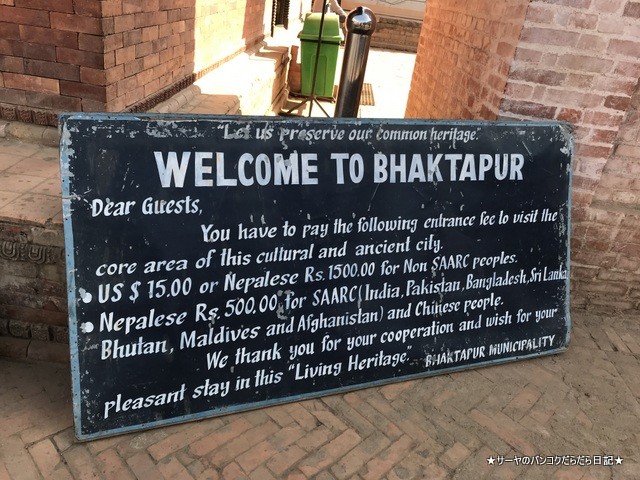 "Let us preserve our common heritage."
WELCOME TO BHAKTAPUR
Dear Guests,
You have to pay the following entrance fee to visit the
core area of this cultural and ancient city.
● US $ 15.00 or Nepalese Rs. 1500.00 for Non SAARC peoples.
● Nepalese Rs. 500.00 for SAARC (India, Pakistan, Bangladesh, Sri Lanka,
Bhutan, Maldives and Afghanistan) and Chinese people.
We thank you for your cooperation and wish for your
pleasant stay in this "Living Heritage."
BHAKTAPUR MUNICIPALITY
★サーヤのバンコクだらだら日記★